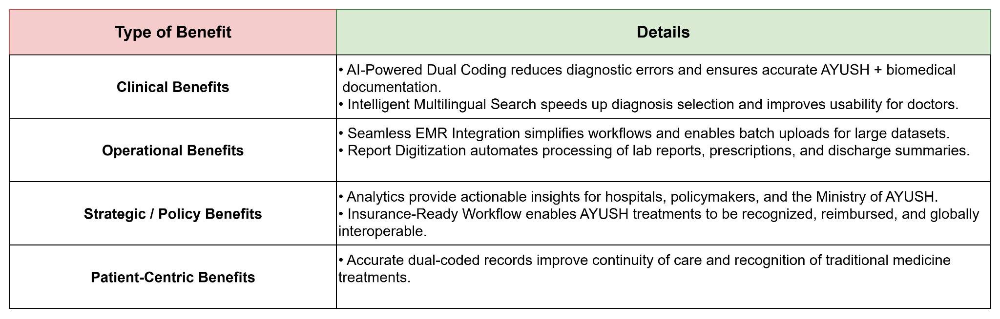 Type of Benefit
Details
Clinical Benefits
• AI-Powered Dual Coding reduces diagnostic errors and ensures accurate AYUSH + biomedical
documentation.
• Intelligent Multilingual Search speeds up diagnosis selection and improves usability for doctors.
Operational Benefits
• Seamless EMR Integration simplifies workflows and enables batch uploads for large datasets.
• Report Digitization automates processing of lab reports, prescriptions, and discharge summaries.
Strategic / Policy Benefits
• Analytics provide actionable insights for hospitals, policymakers, and the Ministry of AYUSH.
• Insurance-Ready Workflow enables AYUSH treatments to be recognized, reimbursed, and globally
interoperable.
Patient-Centric Benefits
• Accurate dual-coded records improve continuity of care and recognition of traditional medicine
treatments.